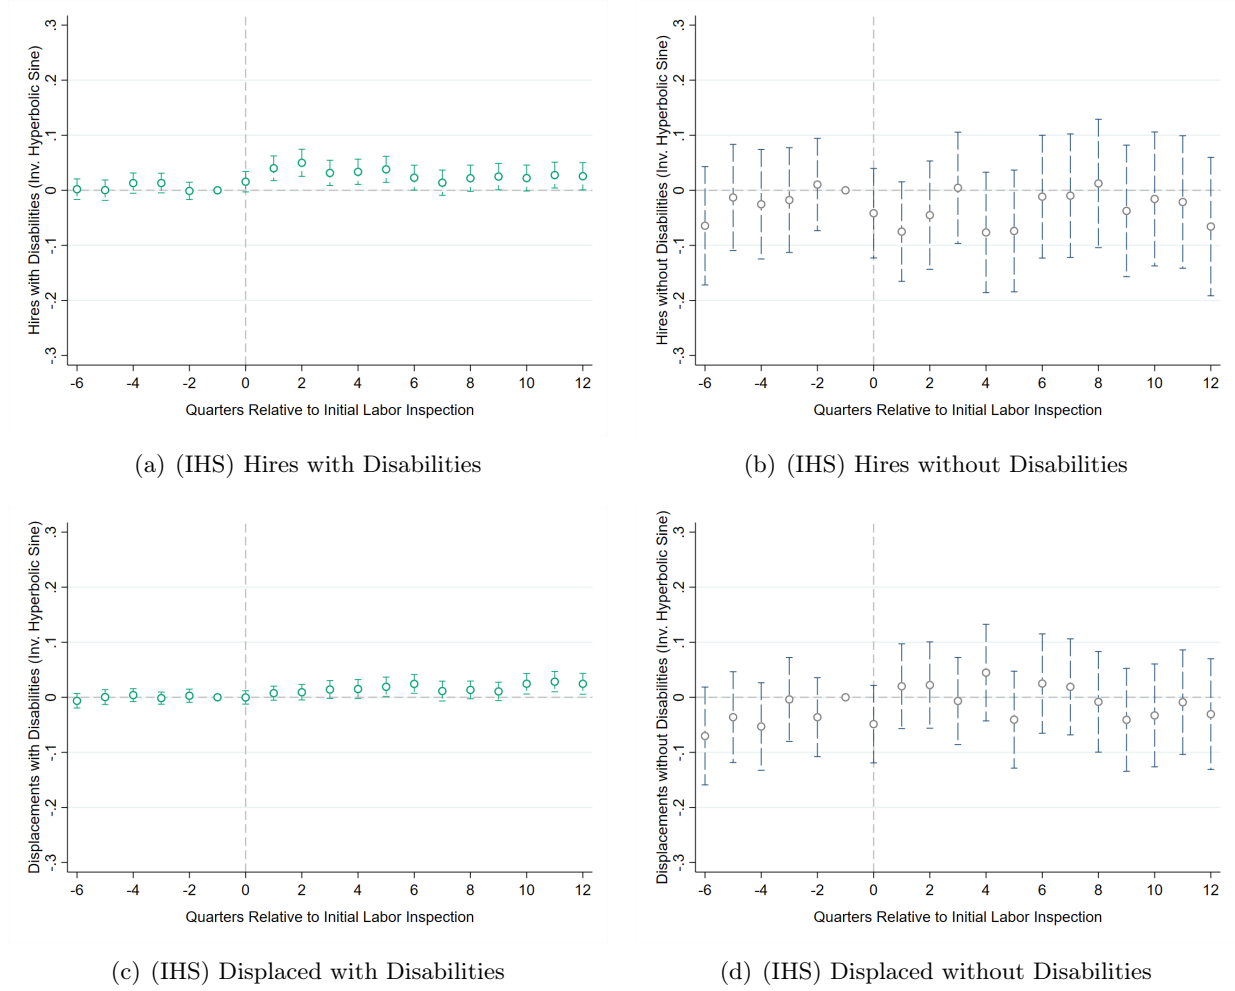 Hires with Disabilities (Inv. Hyperbolic Sine)
.3
.2
.1
0
-.1
-.2
-.3
-6 -4 -2 0 2 4 6 8 10 12
Quarters Relative to Initial Labor Inspection
(a) (IHS) Hires with Disabilities
Hires without Disabilities (Inv. Hyperbolic Sine)
.3
.2
.1
0
-.1
-.2
-.3
-6 -4 -2 0 2 4 6 8 10 12
Quarters Relative to Initial Labor Inspection
(b) (IHS) Hires without Disabilities
Displacements with Disabilities (Inv. Hyperbolic Sine)
.3
.2
.1
0
-.1
-.2
-.3
-6 -4 -2 0 2 4 6 8 10 12
Quarters Relative to Initial Labor Inspection
(c) (IHS) Displaced with Disabilities
Displacements without Disabilities (Inv. Hyperbolic Sine)
.3
.2
.1
0
-.1
-.2
-.3
-6 -4 -2 0 2 4 6 8 10 12
Quarters Relative to Initial Labor Inspection
(d) (IHS) Displaced without Disabilities